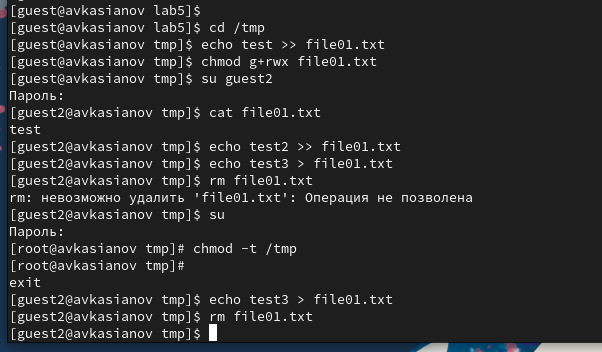 [guest@avkasianov lab5]$
[guest@avkasianov lab5]$ cd /tmp
[guest@avkasianov tmp]$ echo test >> file01.txt
[guest@avkasianov tmp]$ chmod g+rwx file01.txt
[guest@avkasianov tmp]$ su guest2
Пароль:
[guest2@avkasianov tmp]$ cat file01.txt
test
[guest2@avkasianov tmp]$ echo test2 >> file01.txt
[guest2@avkasianov tmp]$ echo test3 > file01.txt
[guest2@avkasianov tmp]$ rm file01.txt
rm: невозможно удалить 'file01.txt': Операция не позволена
[guest2@avkasianov tmp]$ su
Пароль:
[root@avkasianov tmp]# chmod -t /tmp
[root@avkasianov tmp]#
exit
[guest2@avkasianov tmp]$ echo test3 > file01.txt
[guest2@avkasianov tmp]$ rm file01.txt
[guest2@avkasianov tmp]$